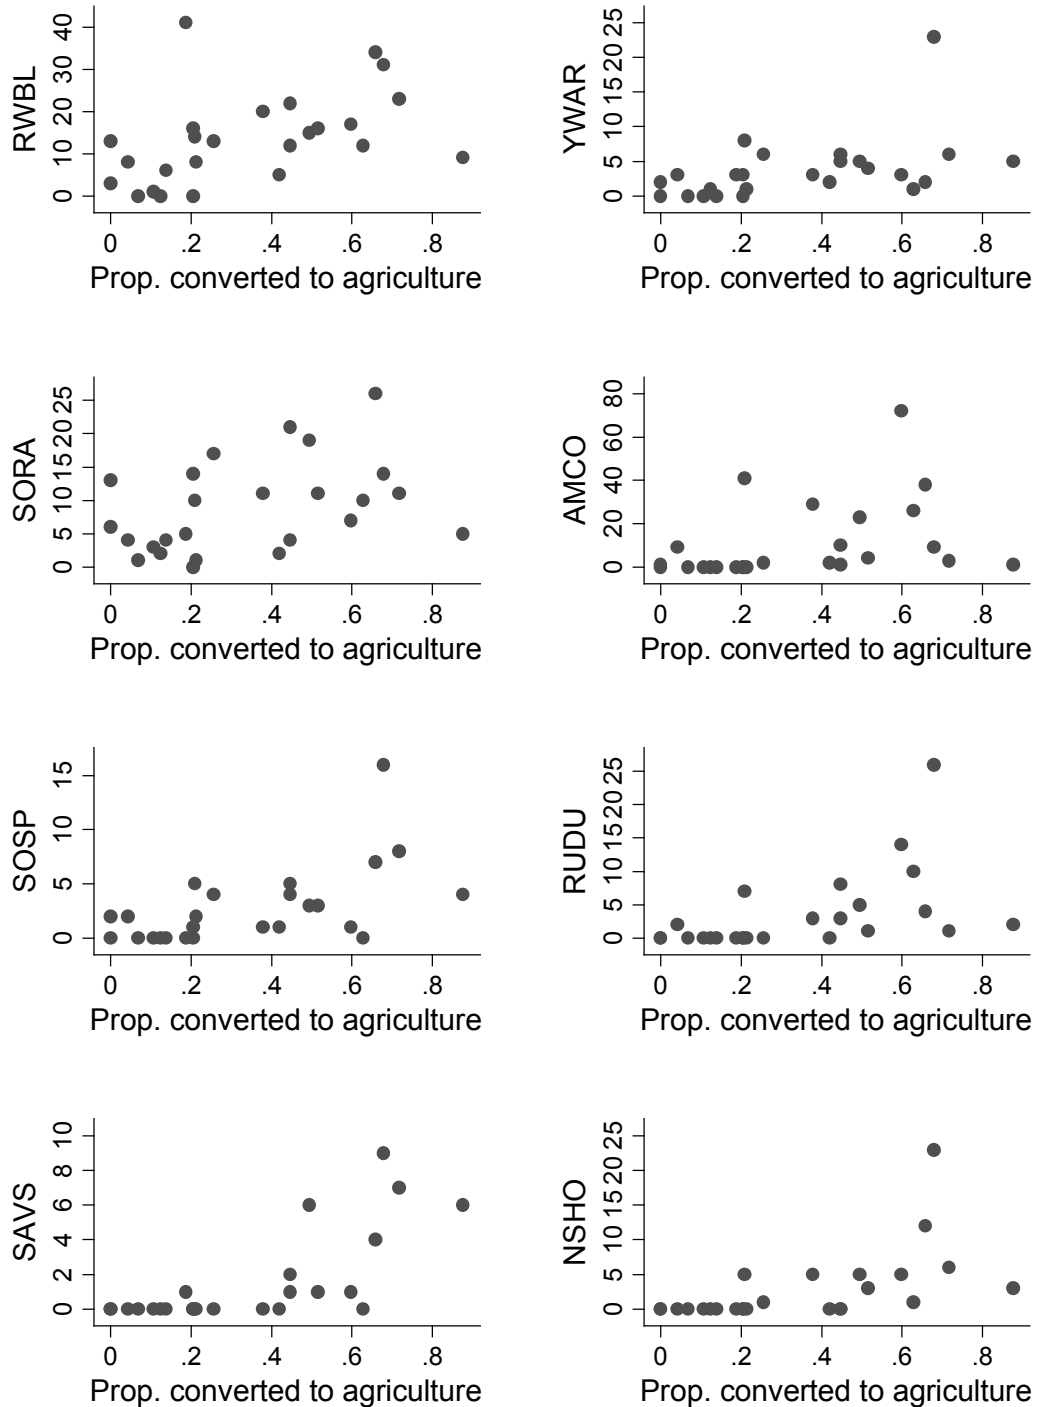 RWBL
0 10 20 30 40
0 .2 .4 .6 .8
Prop. converted to agriculture
YWAR
0 5 10 15 20 25
0 .2 .4 .6 .8
Prop. converted to agriculture
SORA
0 5 10 15 20 25
0 .2 .4 .6 .8
Prop. converted to agriculture
AMCO
0 20 40 60 80
0 .2 .4 .6 .8
Prop. converted to agriculture
SOSP
0 5 10 15
0 .2 .4 .6 .8
Prop. converted to agriculture
RUDU
0 5 10 15 20 25
0 .2 .4 .6 .8
Prop. converted to agriculture
SAVS
0 2 4 6 8 10
0 .2 .4 .6 .8
Prop. converted to agriculture
NSHO
0 5 10 15 20 25
0 .2 .4 .6 .8
Prop. converted to agriculture